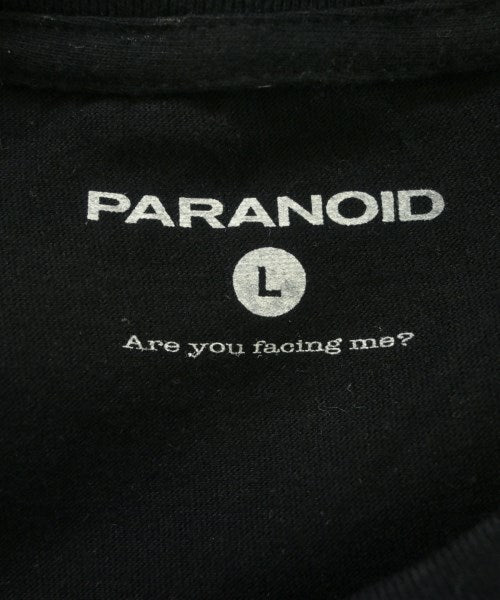 PARANOID
L
Are you facing me?